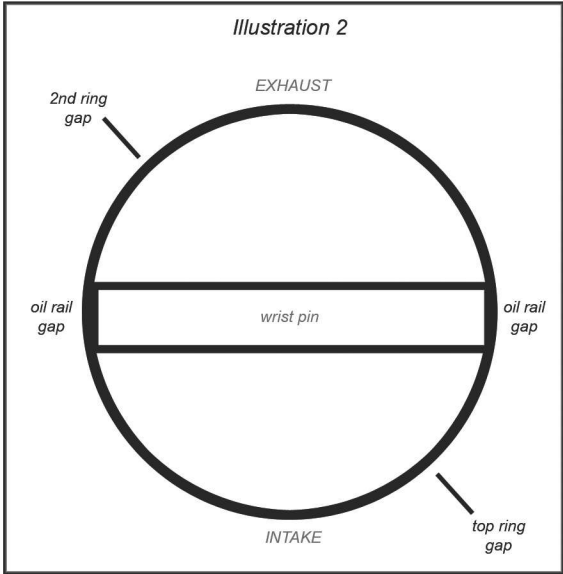 Illustration 2
EXHAUST
2nd ring
gap
oil rail
gap
wrist pin
oil rail
gap
top ring
gap
INTAKE